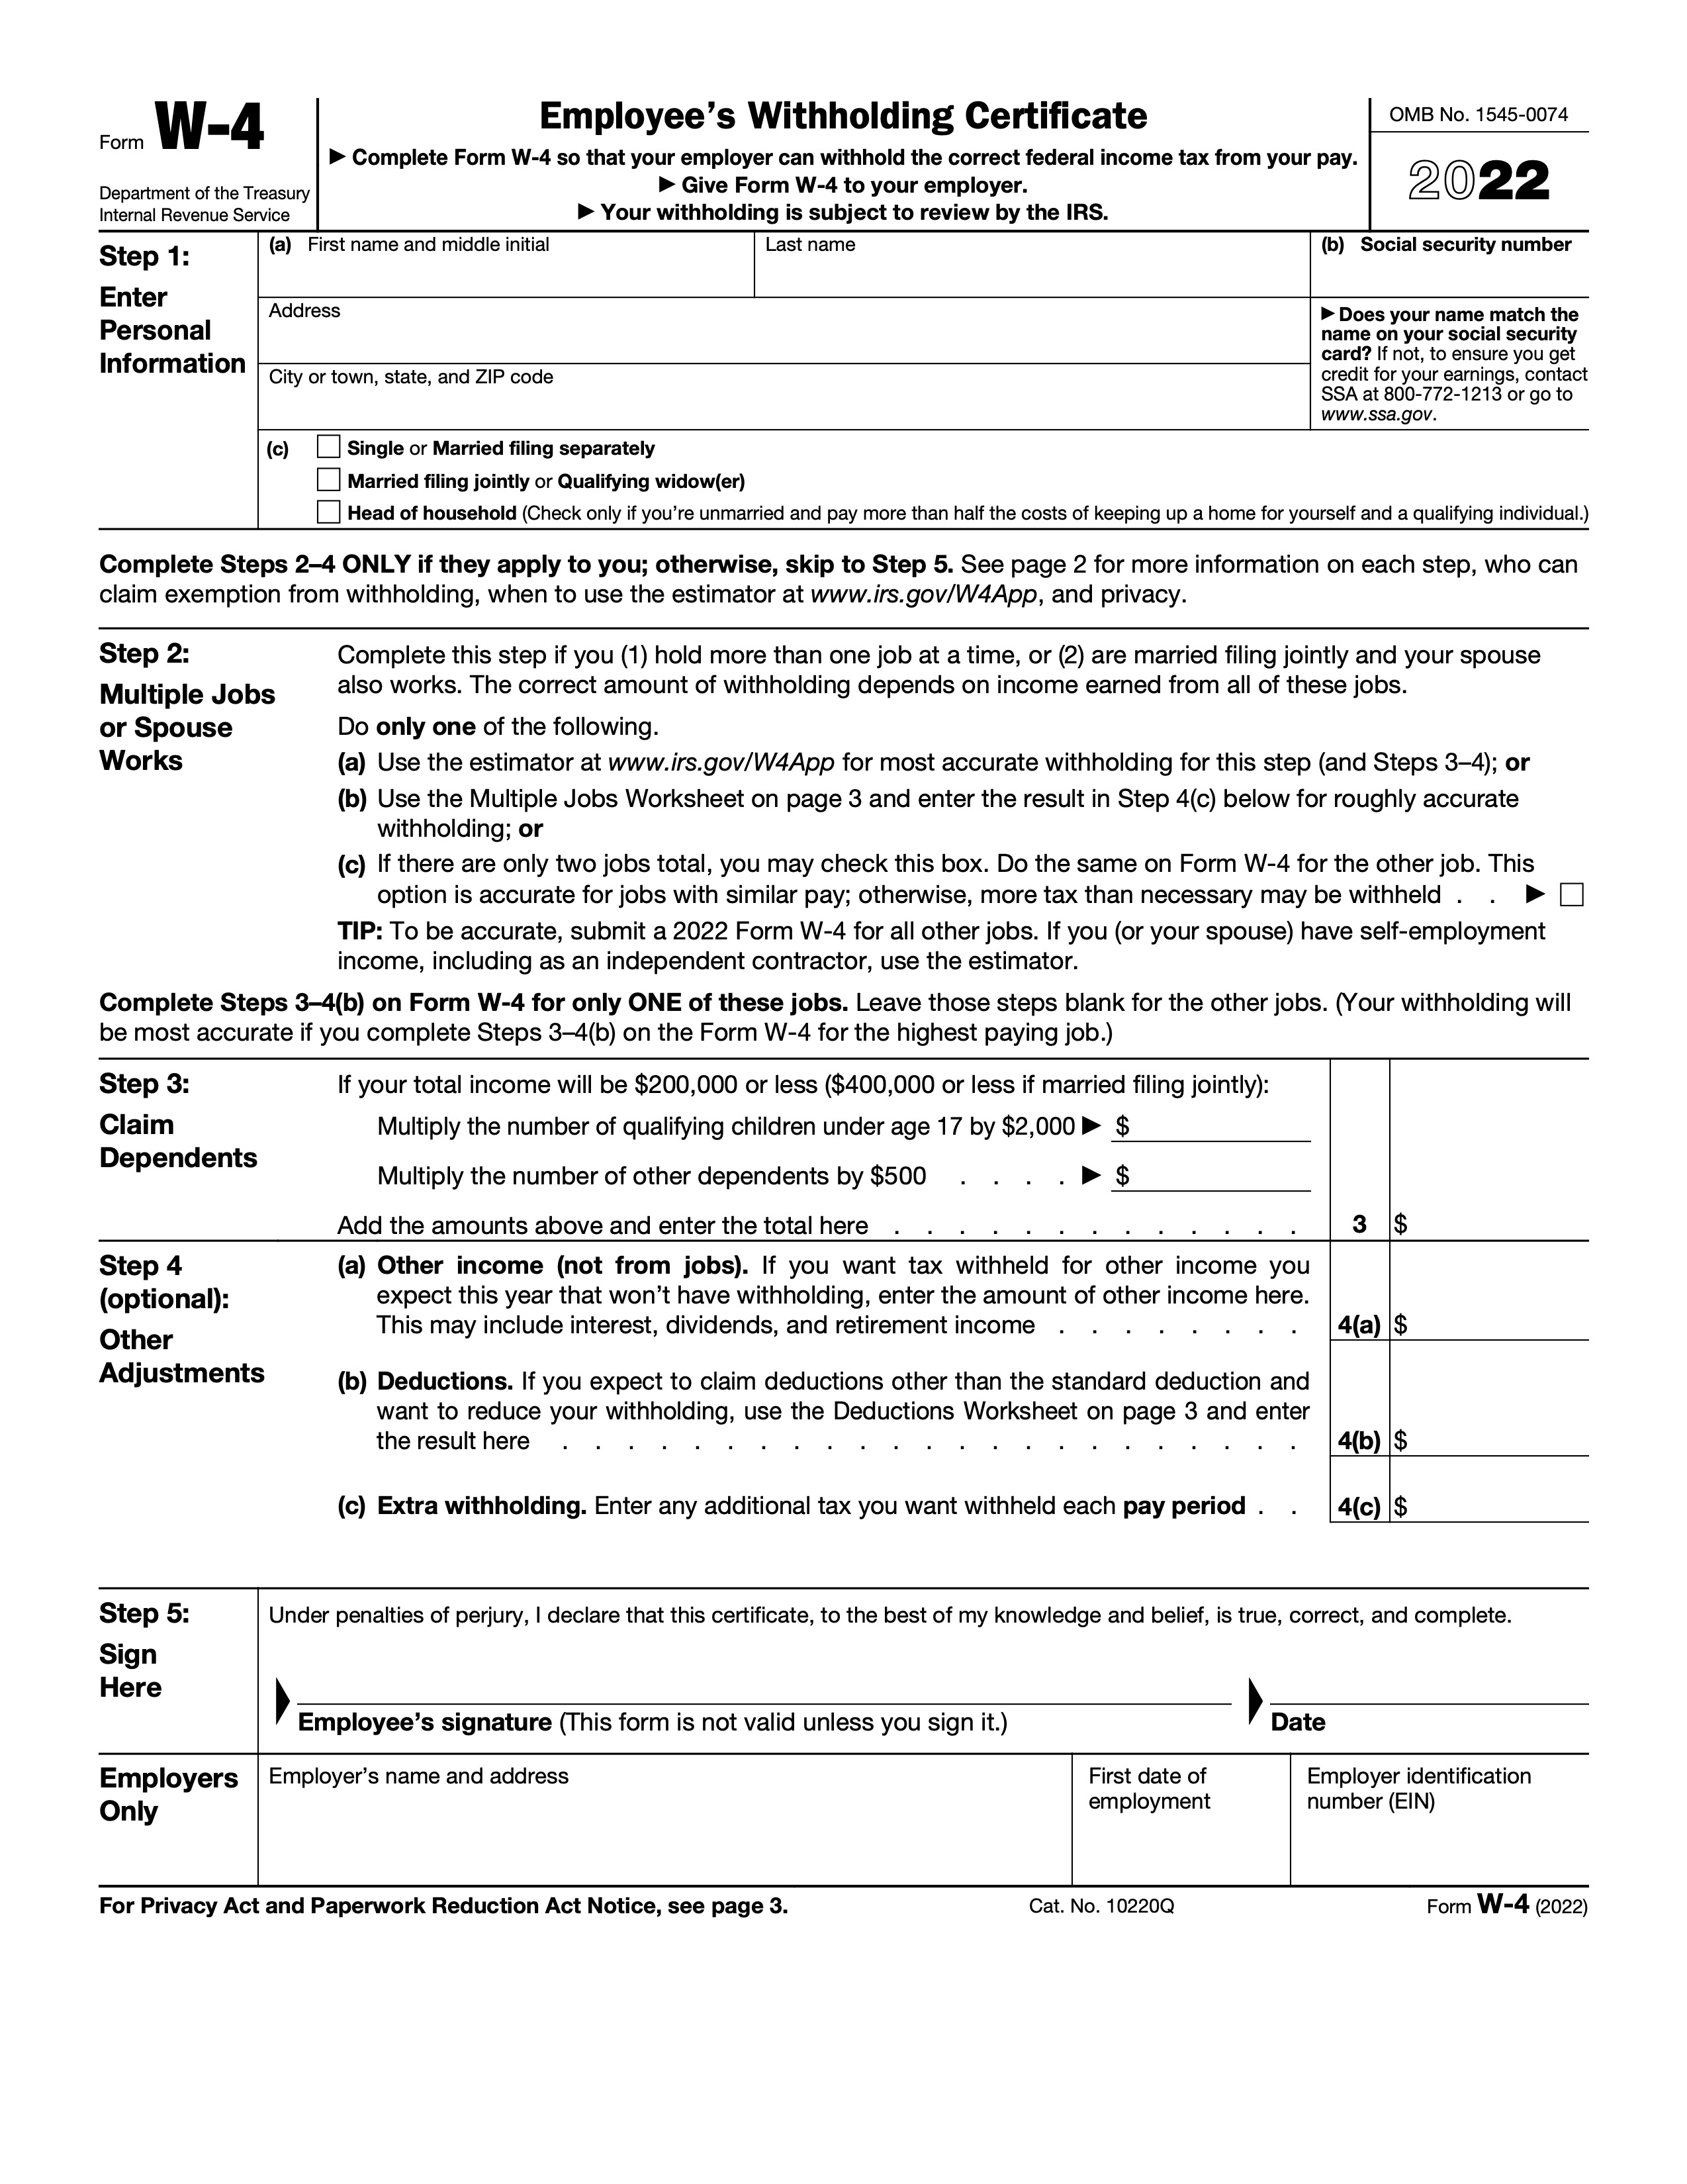 Form W-4
Department of the Treasury
Internal Revenue Service
Employee’s Withholding Certificate
▶ Complete Form W-4 so that your employer can withhold the correct federal income tax from your pay.
▶ Give Form W-4 to your employer.
▶ Your withholding is subject to review by the IRS.
OMB No. 1545-0074
2022
Step 1:
Enter
Personal
Information
(a) First name and middle initial
Last name
(b) Social security number
Address
City or town, state, and ZIP code
▶ Does your name match the
name on your social security
card? If not, to ensure you get
credit for your earnings, contact
SSA at 800-772-1213 or go to
www.ssa.gov.
(c) Single or Married filing separately
Married filing jointly or Qualifying widow(er)
Head of household (Check only if you’re unmarried and pay more than half the costs of keeping up a home for yourself and a qualifying individual.)
Complete Steps 2–4 ONLY if they apply to you; otherwise, skip to Step 5. See page 2 for more information on each step, who can
claim exemption from withholding, when to use the estimator at www.irs.gov/W4App, and privacy.
Step 2:
Multiple Jobs
or Spouse
Works
Complete this step if you (1) hold more than one job at a time, or (2) are married filing jointly and your spouse
also works. The correct amount of withholding depends on income earned from all of these jobs.
Do only one of the following.
(a) Use the estimator at www.irs.gov/W4App for most accurate withholding for this step (and Steps 3–4); or
(b) Use the Multiple Jobs Worksheet on page 3 and enter the result in Step 4(c) below for roughly accurate
withholding; or
(c) If there are only two jobs total, you may check this box. Do the same on Form W-4 for the other job. This
option is accurate for jobs with similar pay; otherwise, more tax than necessary may be withheld . . ▶
TIP: To be accurate, submit a 2022 Form W-4 for all other jobs. If you (or your spouse) have self-employment
income, including as an independent contractor, use the estimator.
Complete Steps 3–4(b) on Form W-4 for only ONE of these jobs. Leave those steps blank for the other jobs. (Your withholding will
be most accurate if you complete Steps 3–4(b) on the Form W-4 for the highest paying job.)
Step 3:
Claim
Dependents
If your total income will be $200,000 or less ($400,000 or less if married filing jointly):
Multiply the number of qualifying children under age 17 by $2,000 ▶ $
Multiply the number of other dependents by $500 . . . . ▶ $
Add the amounts above and enter the total here . . . . . . . . . . . . . 3 $
Step 4
(optional):
Other
Adjustments
(a) Other income (not from jobs). If you want tax withheld for other income you
expect this year that won’t have withholding, enter the amount of other income here.
This may include interest, dividends, and retirement income . . . . . . . . 4(a) $
(b) Deductions. If you expect to claim deductions other than the standard deduction and
want to reduce your withholding, use the Deductions Worksheet on page 3 and enter
the result here . . . . . . . . . . . . . . . . . . . . . . . 4(b) $
(c) Extra withholding. Enter any additional tax you want withheld each pay period . . 4(c) $
Step 5:
Sign
Here
Under penalties of perjury, I declare that this certificate, to the best of my knowledge and belief, is true, correct, and complete.
Employee’s signature (This form is not valid unless you sign it.)
Date
Employers
Only
Employer’s name and address
First date of
employment
Employer identification
number (EIN)
For Privacy Act and Paperwork Reduction Act Notice, see page 3.
Cat. No. 10220Q
Form W-4 (2022)